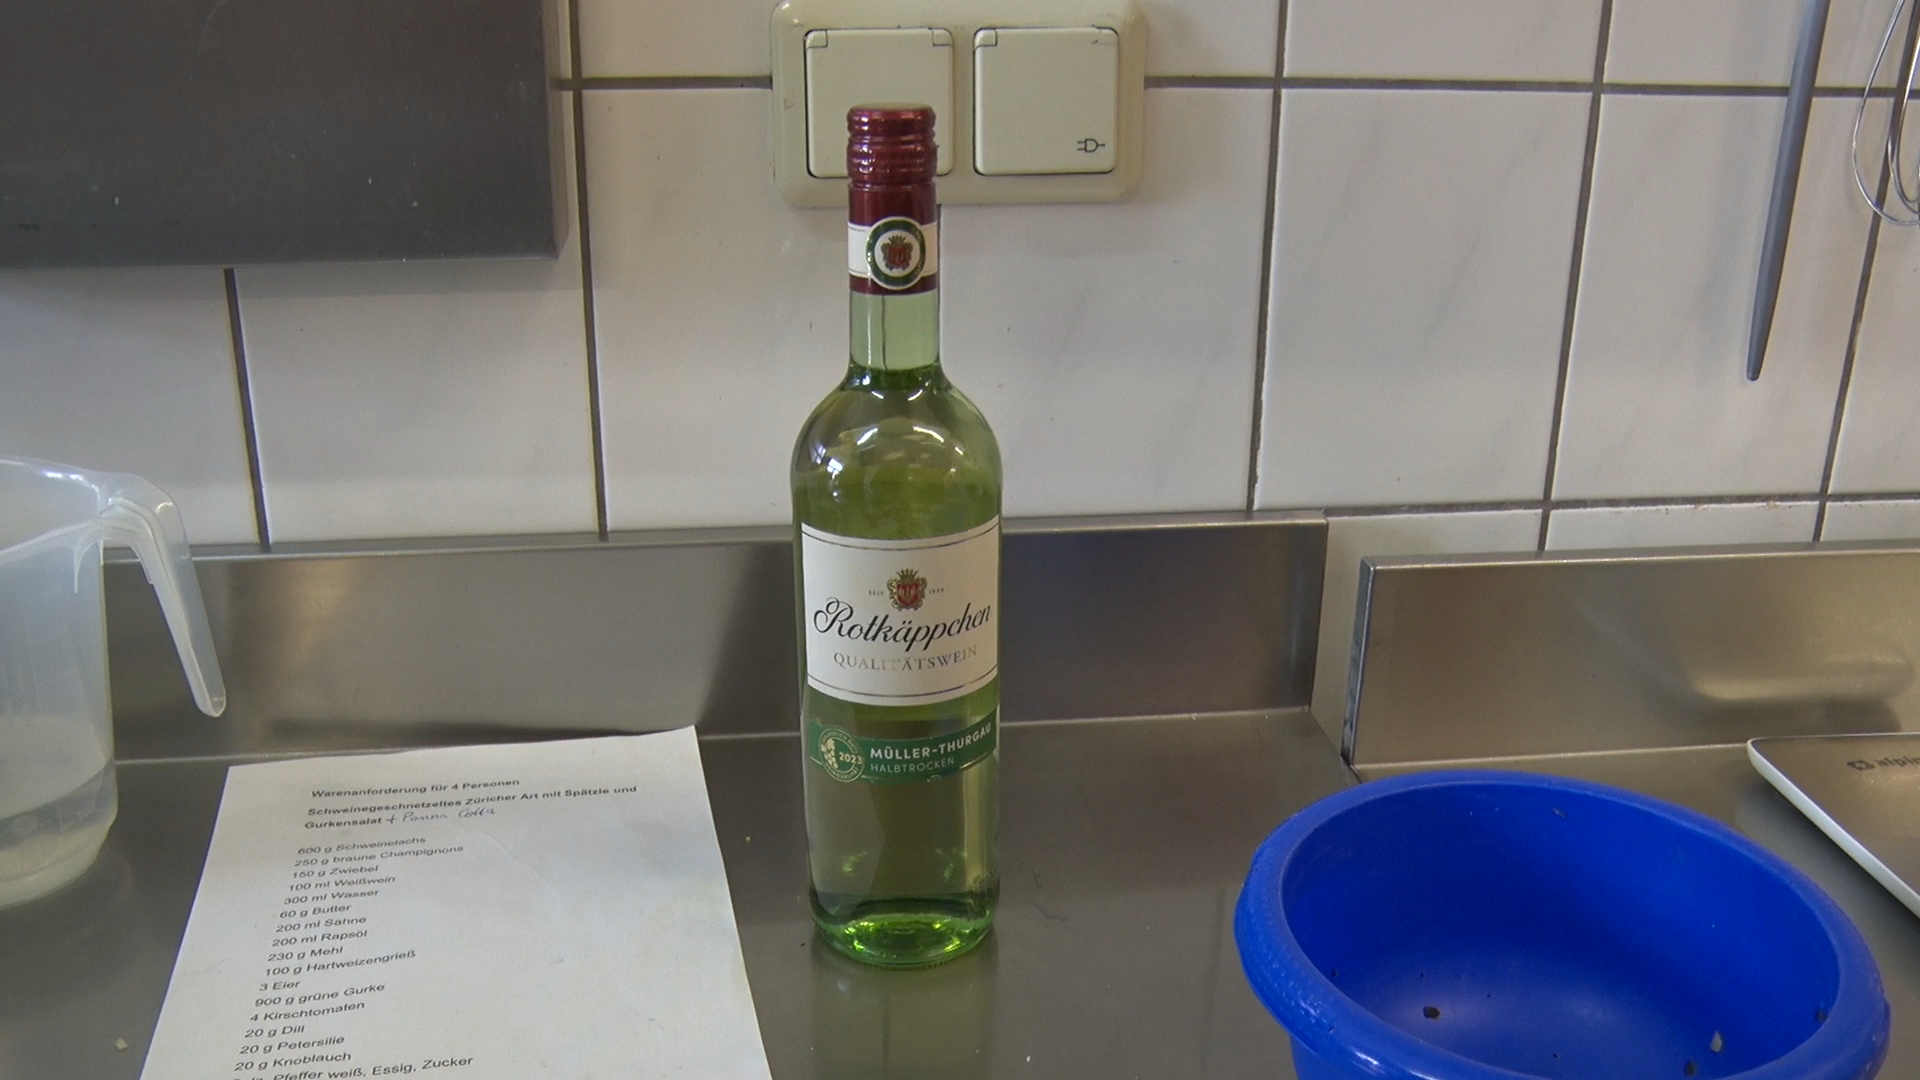 SEIT
Rotkäppchen
QUALITÄTSWEIN
2023
MÜLLER-THURGAU
HALBTROCKEN
Warenanforderung für 4 Personen
Schweinegeschnetzeltes Züricher Art mit Spätzle und
Gurkensalat + Panna Cotta
600 g Schweinelachs
250 g braune Champignons
150 g Zwiebel
100 ml Weißwein
300 ml Wasser
60 g Butter
200 ml Sahne
200 ml Rapsöl
230 g Mehl
100 g Hartweizengrieß
3 Eier
900 g grüne Gurke
4 Kirschtomaten
20 g Dill
20 g Petersilie
20 g Knoblauch
Pfeffer weiß, Essig, Zucker